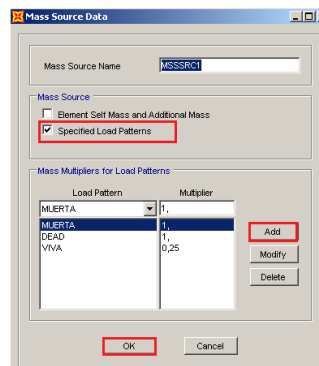 Mass Source Data
Mass Source Name
MSSSRC1
Mass Source
Element Self Mass and Additional Mass
Specified Load Patterns
Mass Multipliers for Load Patterns
Load Pattern Multiplier
MUERTA 1,
MUERTA 1,
DEAD 1,
VIVA 0,25
Add
Modify
Delete
OK Cancel